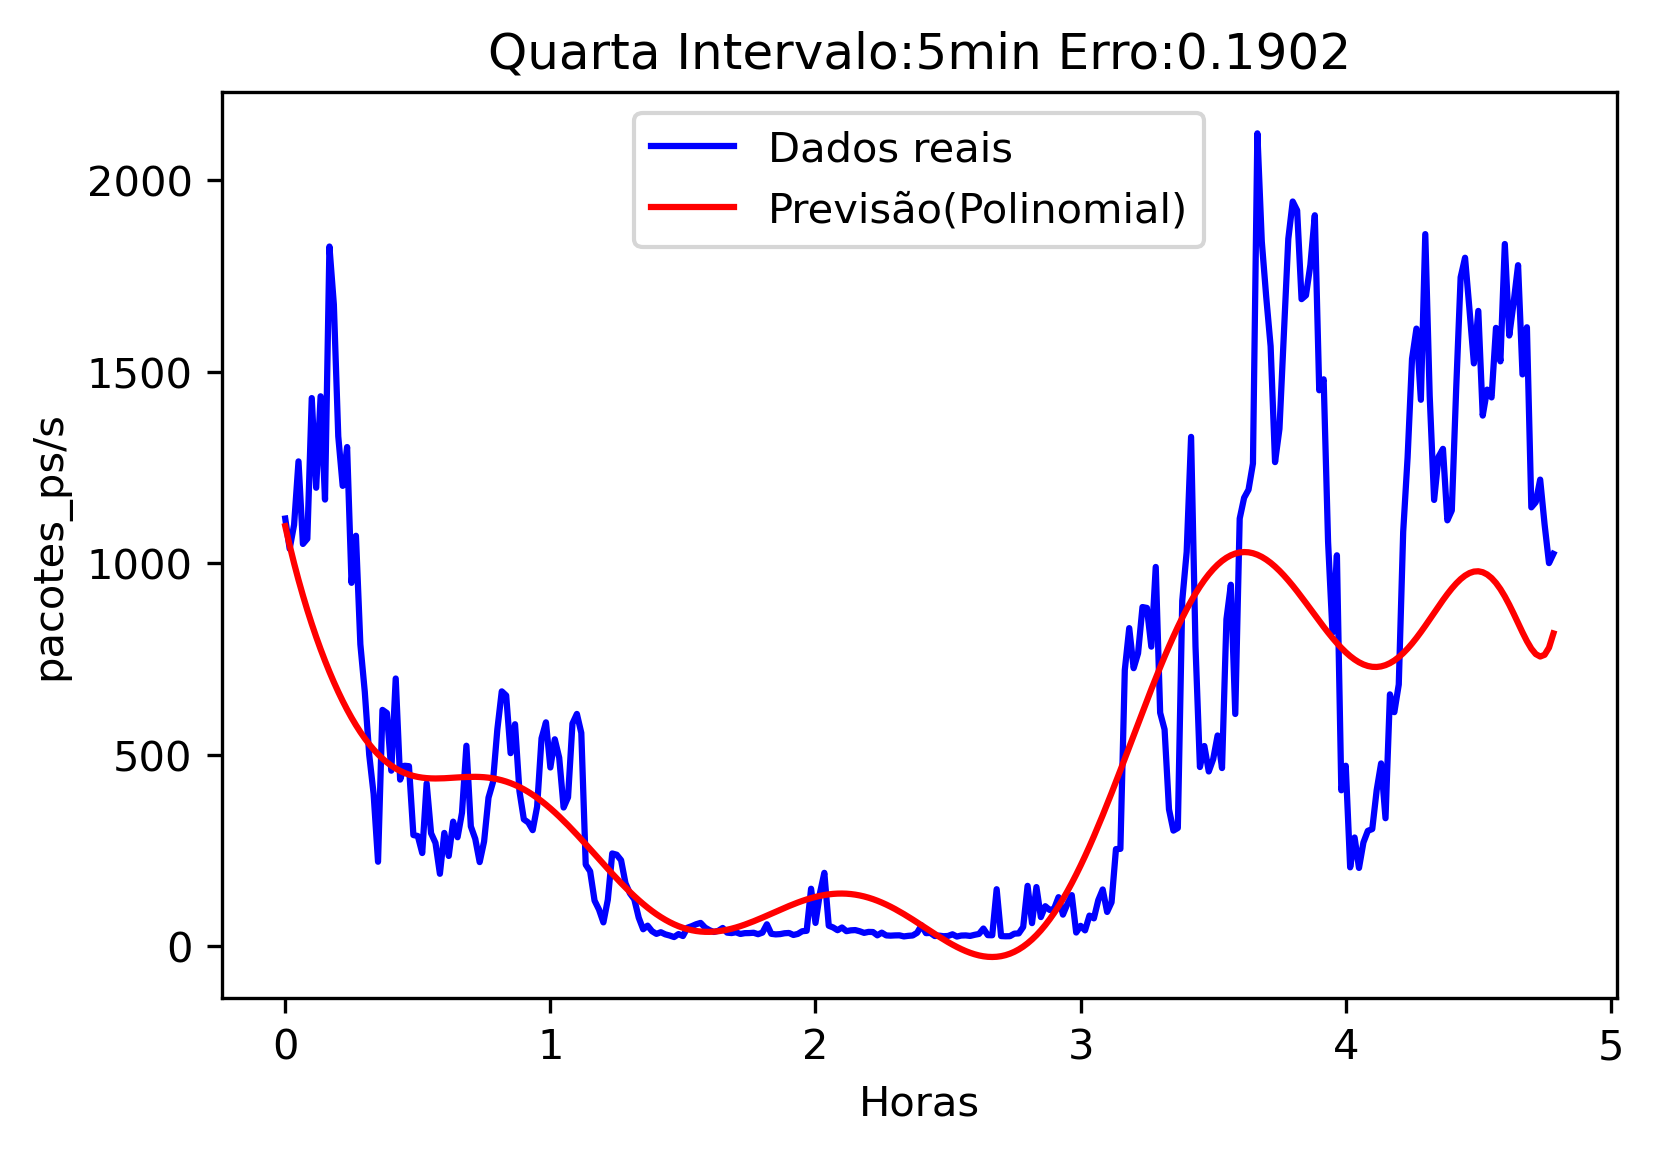 Quarta Intervalo:5min Erro:0.1902
Dados reais
Previsão(Polinomial)
pacotes_ps/s
2000
1500
1000
500
0
0 1 2 3 4 5
Horas